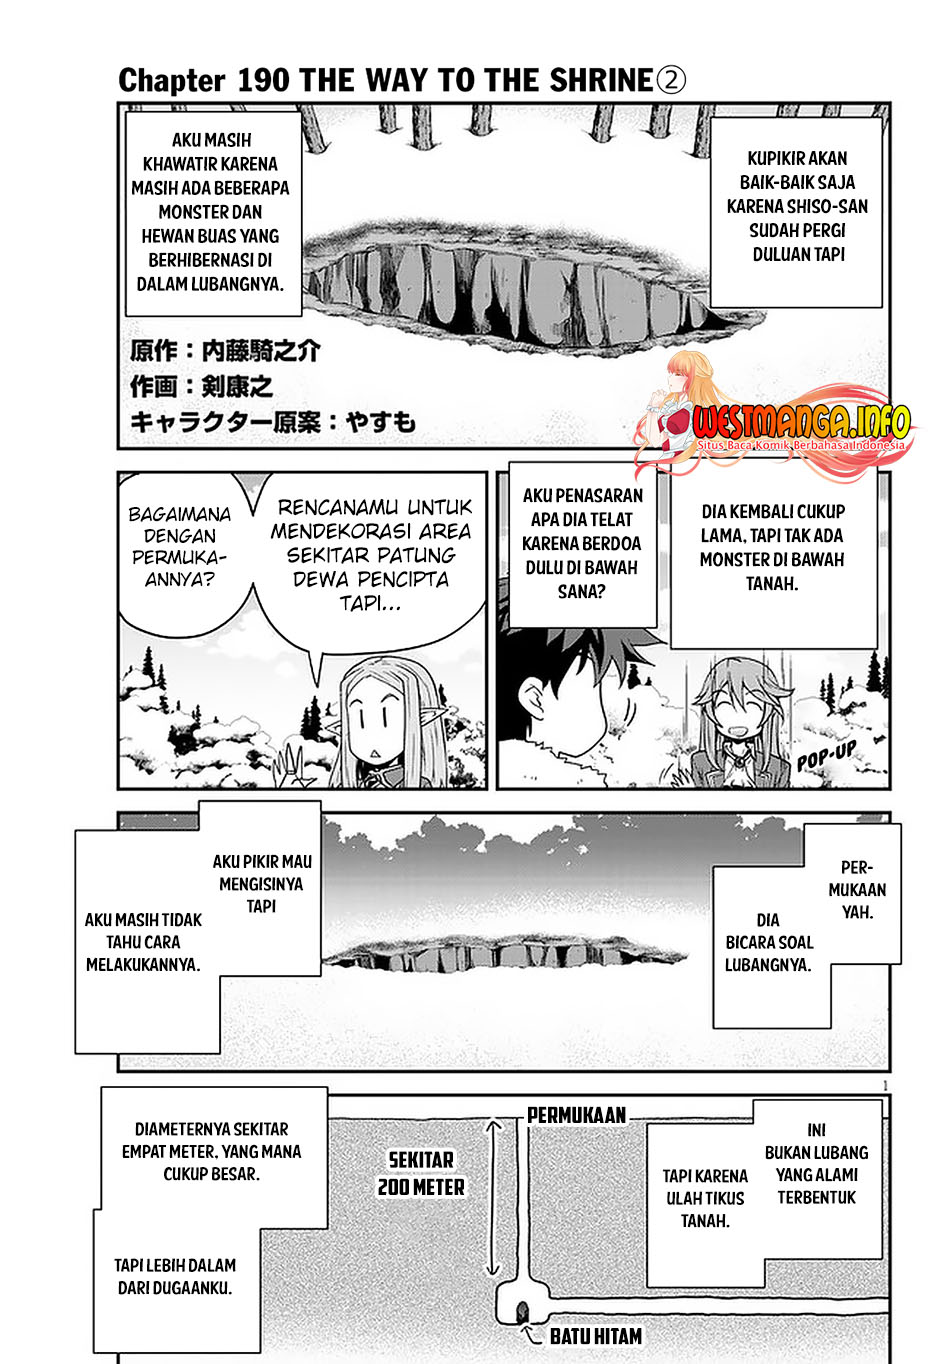 Chapter 190 THE WAY TO THE SHRINE②
KUPIKIR AKAN
BAIK-BAIK SAJA
KARENA SHISO-SAN
SUDAH PERGI
DULUAN TAPI
AKU MASIH
KHAWATIR KARENA
MASIH ADA BEBERAPA
MONSTER DAN
HEWAN BUAS YANG
BERHIBERNASI DI
DALAM LUBANGNYA.
原作：内藤騎之介
作画：剣康之
キャラクター原案：やすも
WESTMANGA.INFO
Situs Baca Komik Berbahasa Indonesia
DIA KEMBALI CUKUP
LAMA, TAPI TAK ADA
MONSTER DI BAWAH
TANAH.
AKU PENASARAN
APA DIA TELAT
KARENA BERDOA
DULU DI BAWAH
SANA?
POP-UP
RENCANAMU UNTUK
MENDEKORASI AREA
SEKITAR PATUNG
DEWA PENCIPTA
TAPI...
BAGAIMANA
DENGAN
PERMUKA-
ANNYA?
PER-
MUKAAN
YAH.
DIA
BICARA SOAL
LUBANGNYA.
AKU PIKIR MAU
MENGISINYA
TAPI
AKU MASIH TIDAK
TAHU CARA
MELAKUKANNYA.
1
INI
BUKAN LUBANG
YANG ALAMI
TERBENTUK
TAPI KARENA
ULAH TIKUS
TANAH.
PERMUKAAN
SEKITAR
200 METER
BATU HITAM
DIAMETERNYA SEKITAR
EMPAT METER, YANG MANA
CUKUP BESAR.
TAPI LEBIH DALAM
DARI DUGAANKU.